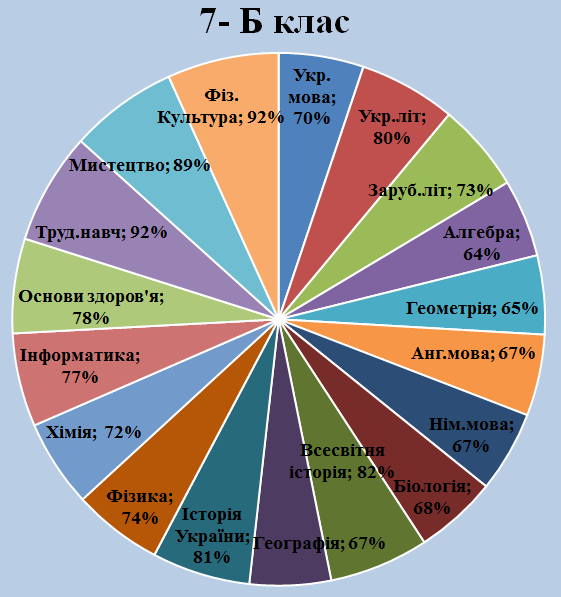 7- Б клас
Укр.
мова;
70%
Укр.літ;
80%
Заруб.літ; 73%
Алгебра;
64%
Геометрія; 65%
Анг.мова; 67%
Нім.мова;
67%
Біологія;
68%
Всесвітня
історія; 82%
Географія; 67%
Історія
України;
81%
Фізика;
74%
Хімія; 72%
Інформатика;
77%
Основи здоров'я;
78%
Труд.навч; 92%
Мистецтво; 89%
Фіз.
Культура; 92%